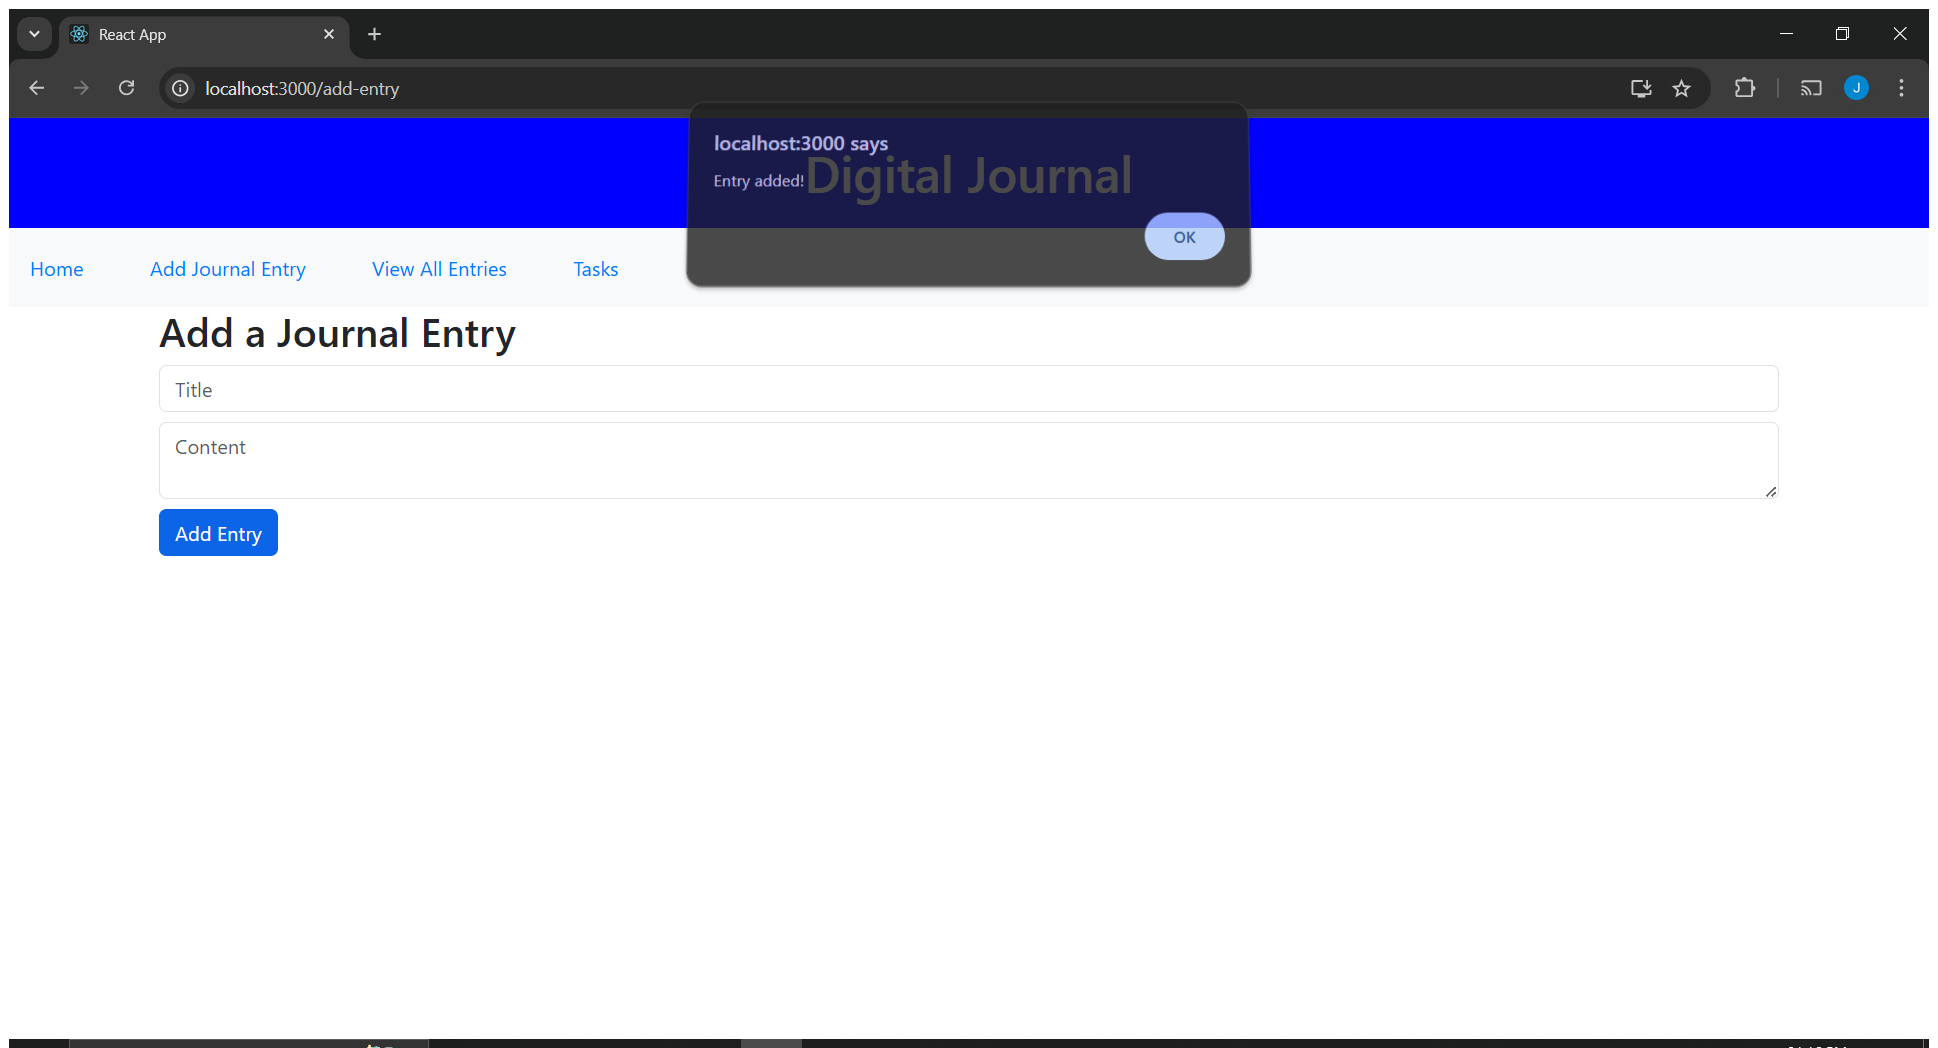 React App
localhost:3000/add-entry
J
localhost:3000 says
Entry added!
Digital Journal
OK
Home Add Journal Entry View All Entries Tasks
Add a Journal Entry
Title
Content
Add Entry